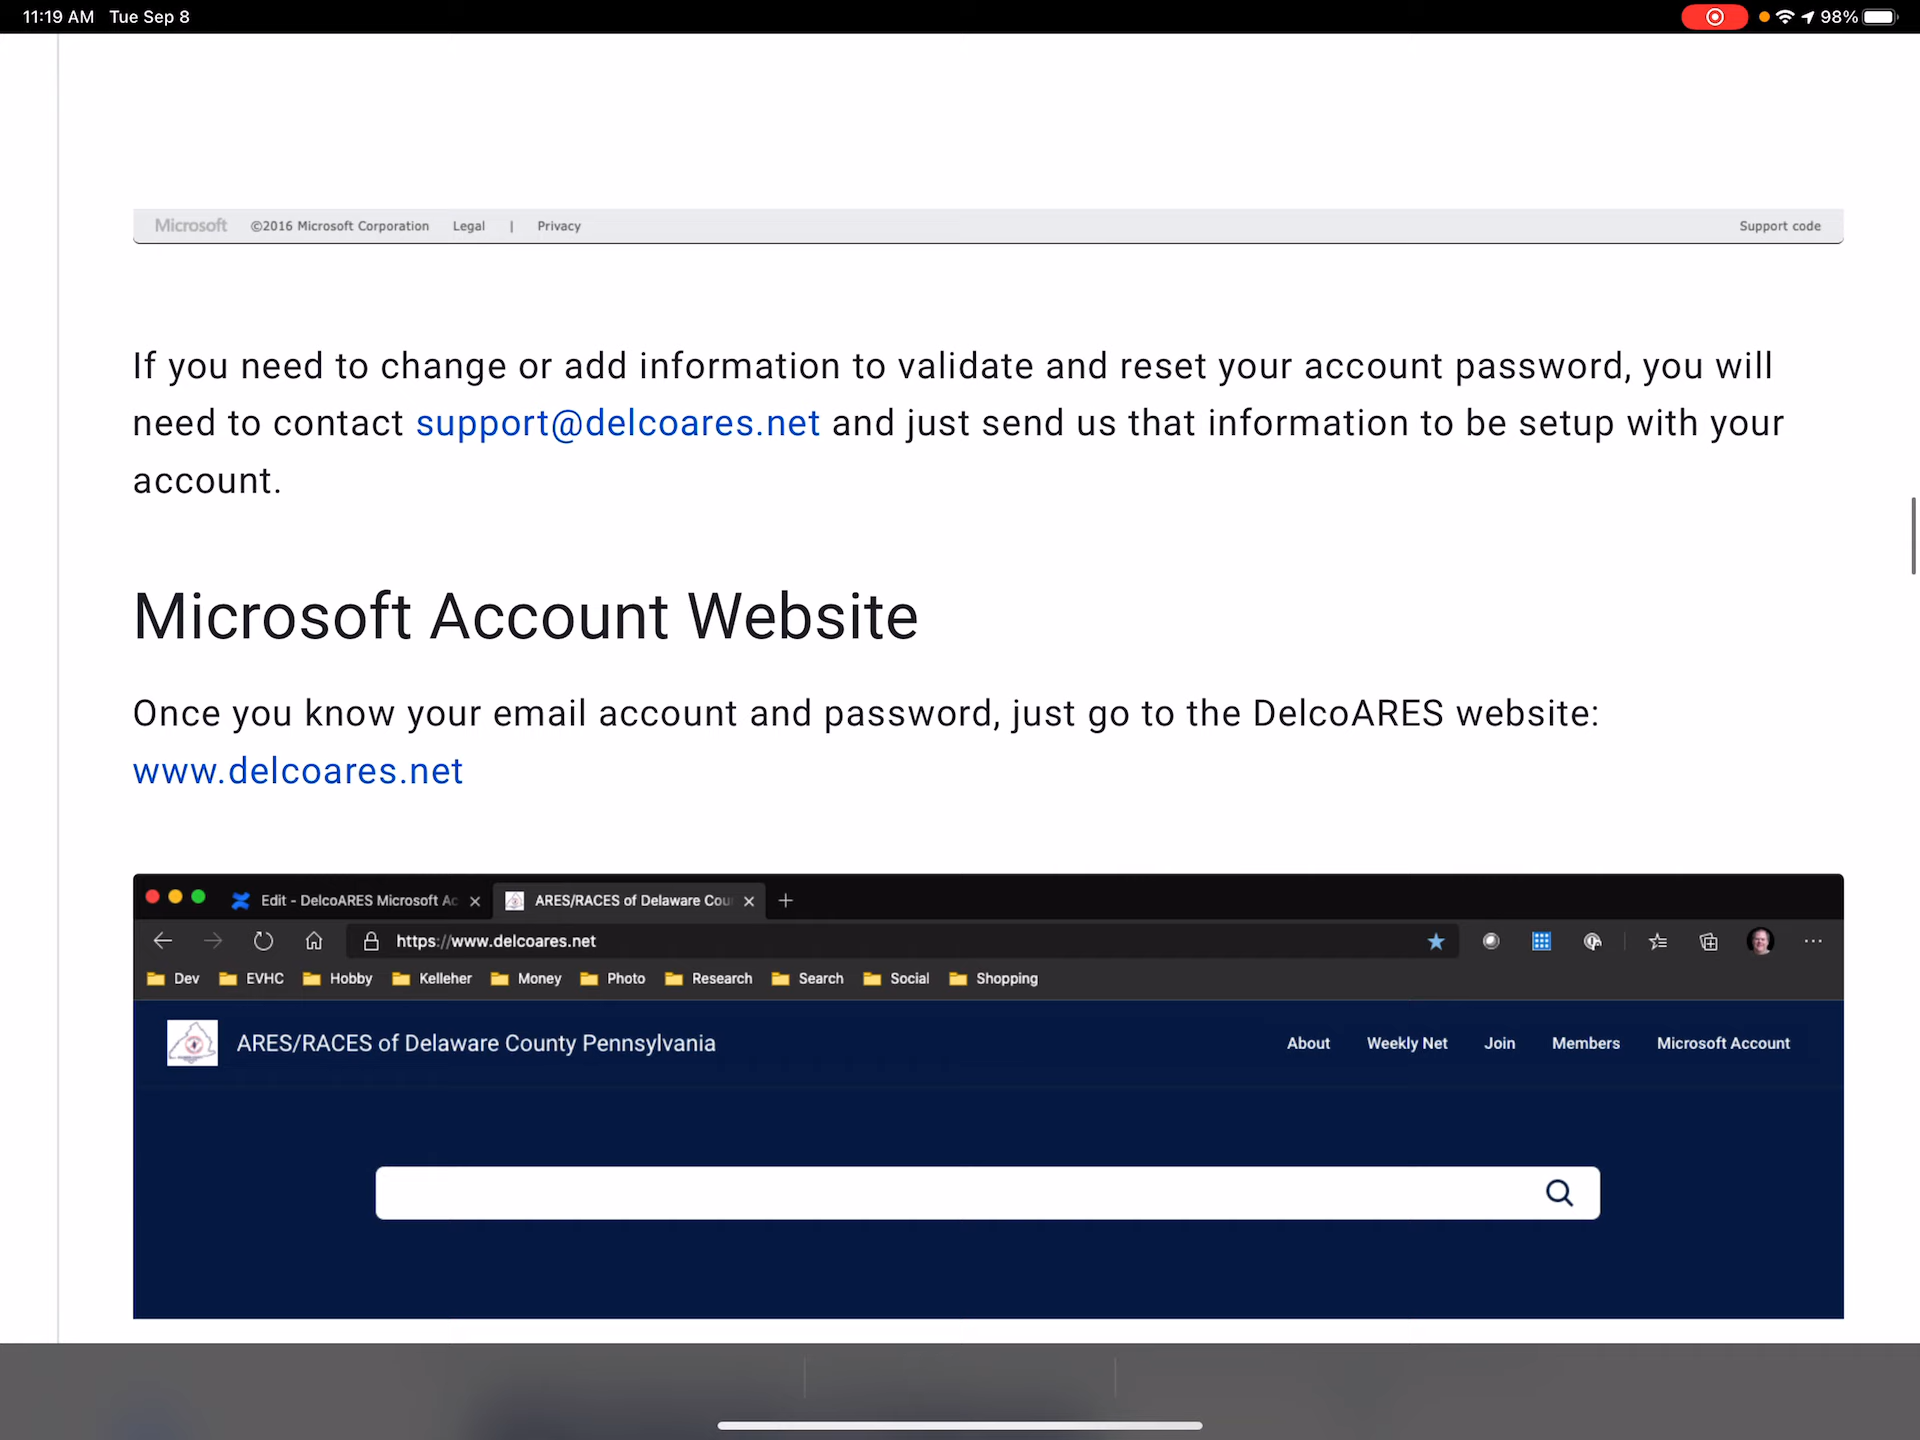 11:19 AM Tue Sep 8
98%
Microsoft ©2016 Microsoft Corporation Legal | Privacy Support code
If you need to change or add information to validate and reset your account password, you will
need to contact support@delcoares.net and just send us that information to be setup with your
account.
Microsoft Account Website
Once you know your email account and password, just go to the DelcoARES website:
www.delcoares.net
Edit - DelcoARES Microsoft Ac ARES/RACES of Delaware Cou
https://www.delcoares.net
Dev EVHC Hobby Kelleher Money Photo Research Search Social Shopping
ARES/RACES of Delaware County Pennsylvania About Weekly Net Join Members Microsoft Account